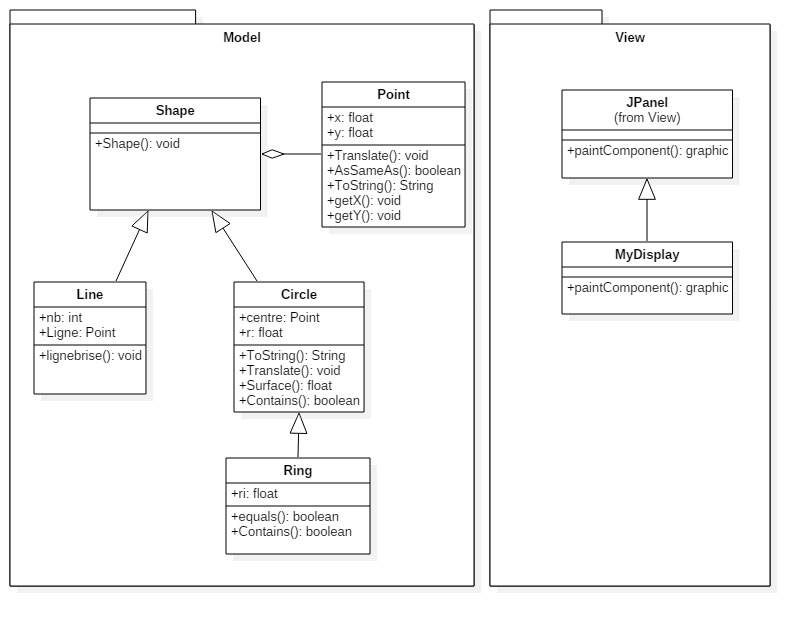 Model
Shape
+Shape(): void
Point
+x: float
+y: float
+Translate(): void
+AsSameAs(): boolean
+ToString(): String
+getX(): void
+getY(): void
Line
+nb: int
+Ligne: Point
+lignebrise(): void
Circle
+centre: Point
+r: float
+ToString(): String
+Translate(): void
+Surface(): float
+Contains(): boolean
Ring
+ri: float
+equals(): boolean
+Contains(): boolean
View
JPanel
(from View)
+paintComponent(): graphic
MyDisplay
+paintComponent(): graphic